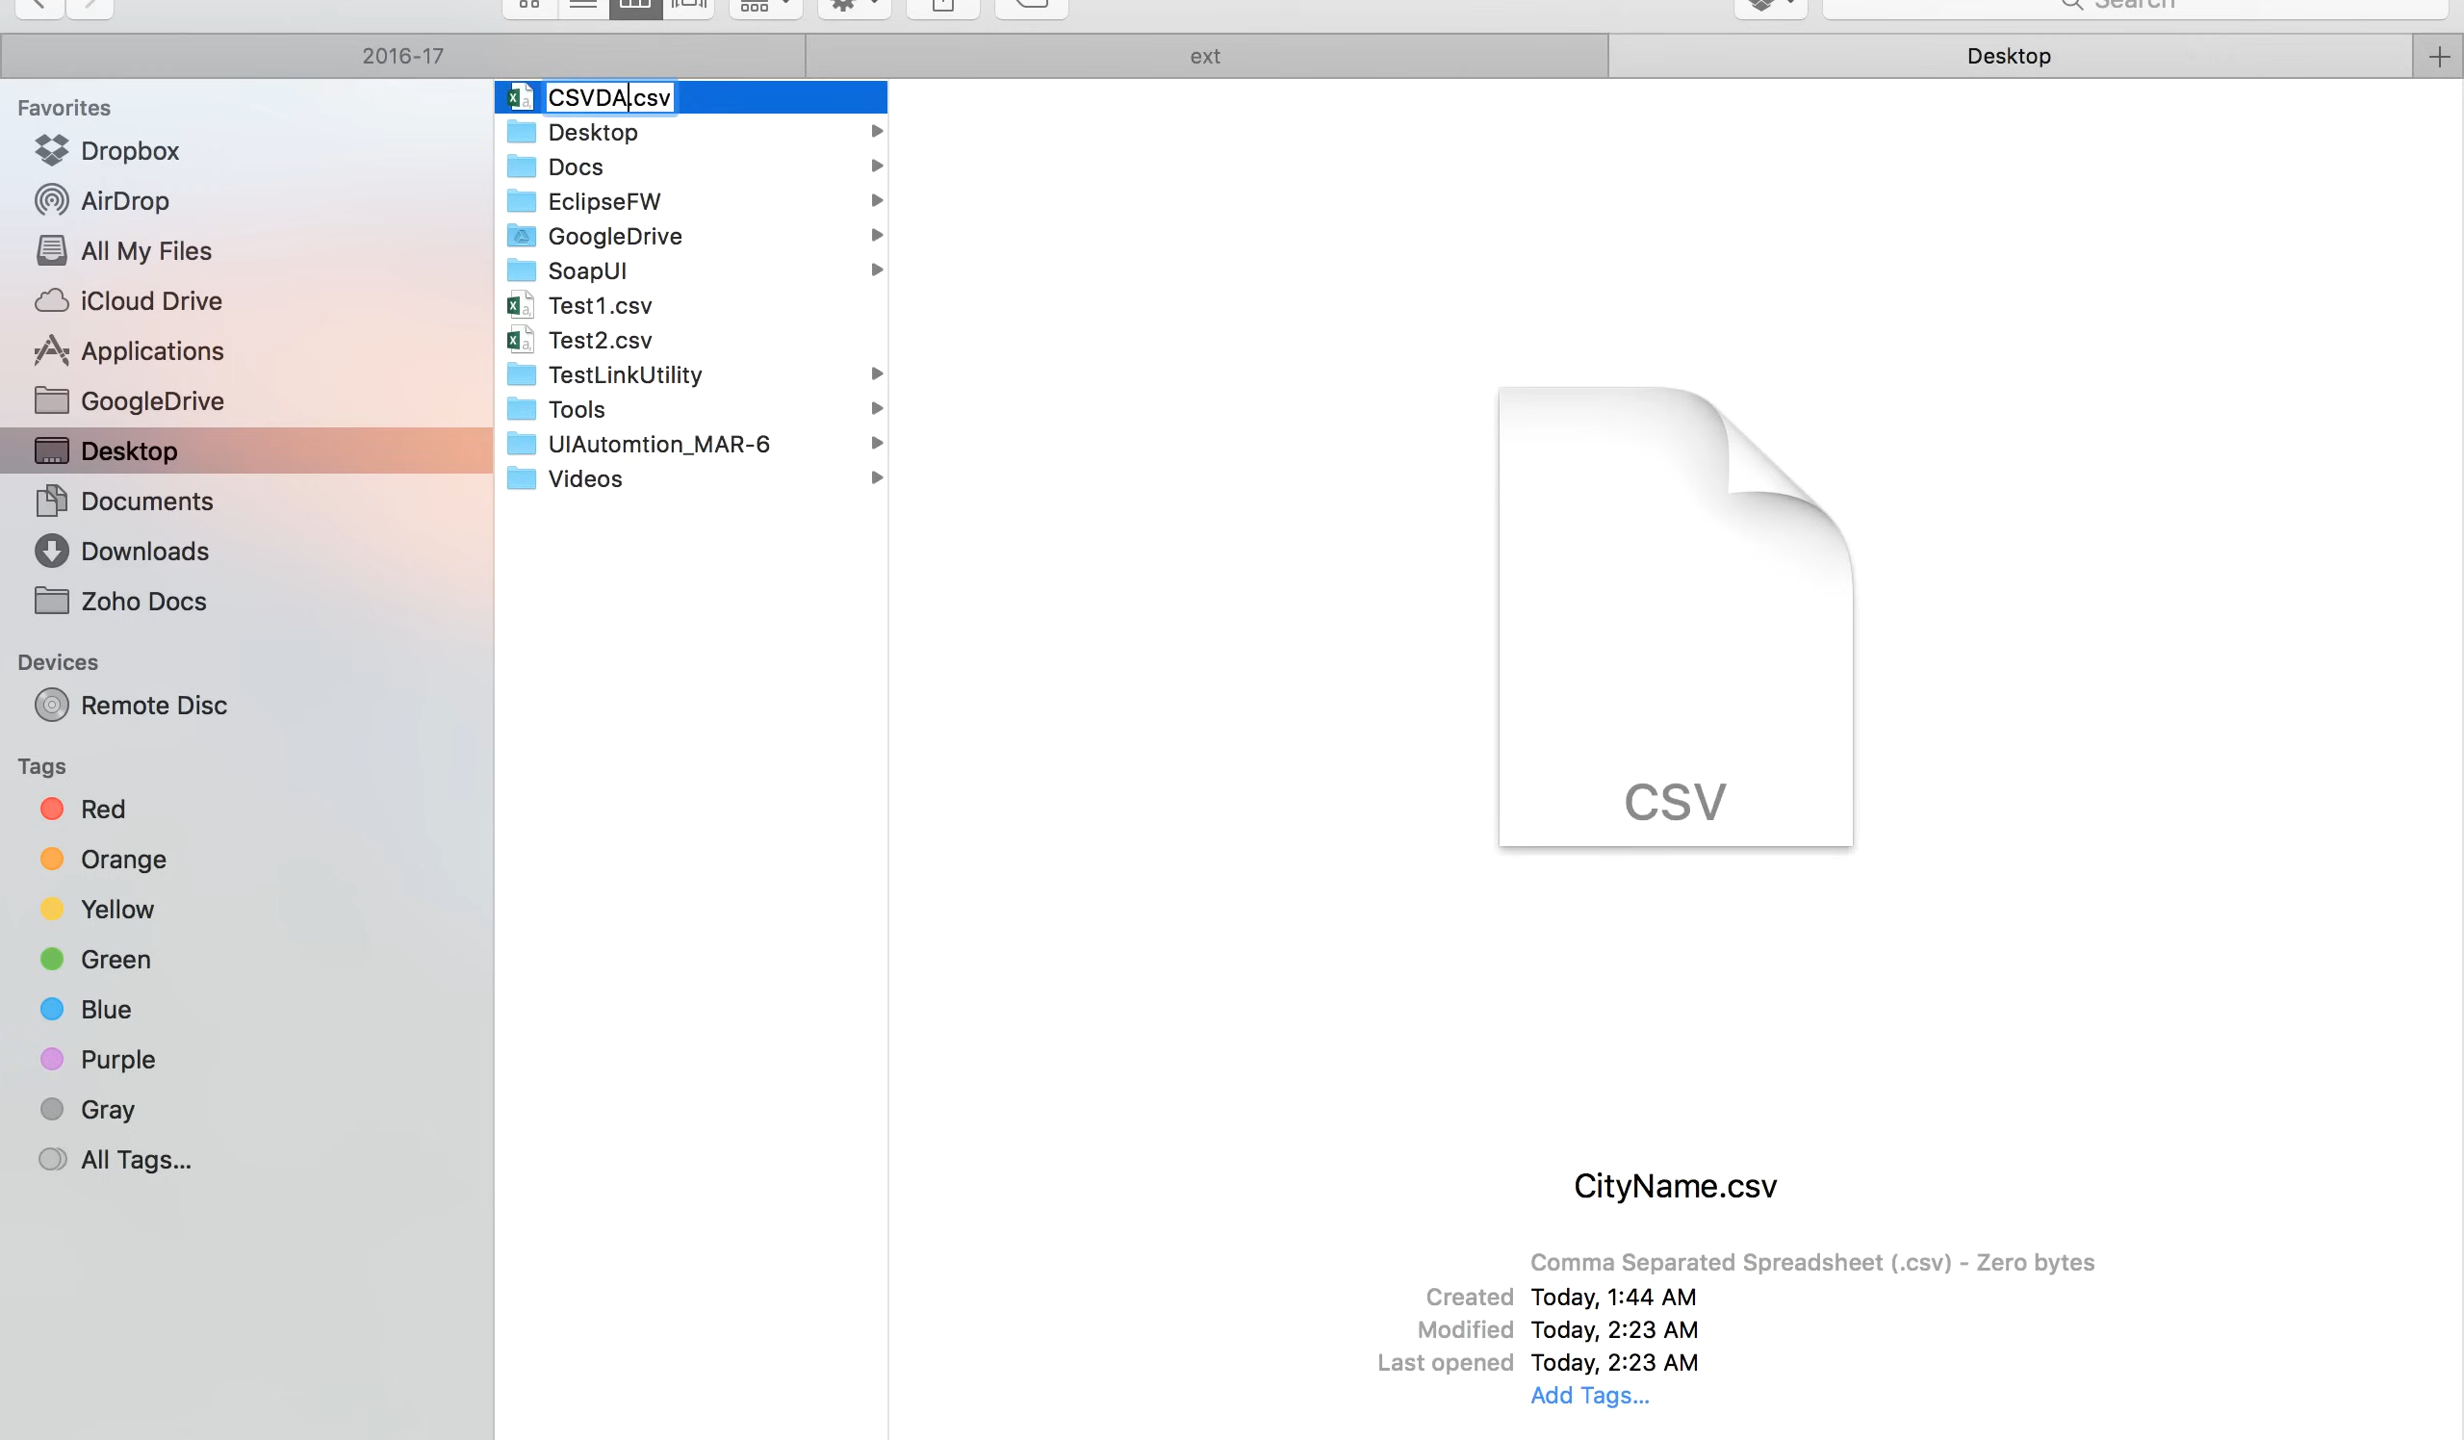 Search
2016-17
ext
Desktop
Favorites
Dropbox
AirDrop
All My Files
iCloud Drive
Applications
GoogleDrive
Desktop
Documents
Downloads
Zoho Docs
Devices
Remote Disc
Tags
Red
Orange
Yellow
Green
Blue
Purple
Gray
All Tags...
CSVDA.csv
Desktop
Docs
EclipseFW
GoogleDrive
SoapUI
Test1.csv
Test2.csv
TestLinkUtility
Tools
UIAutomtion_MAR-6
Videos
CSV
CityName.csv
Comma Separated Spreadsheet (.csv) - Zero bytes
Created Today, 1:44 AM
Modified Today, 2:23 AM
Last opened Today, 2:23 AM
Add Tags...